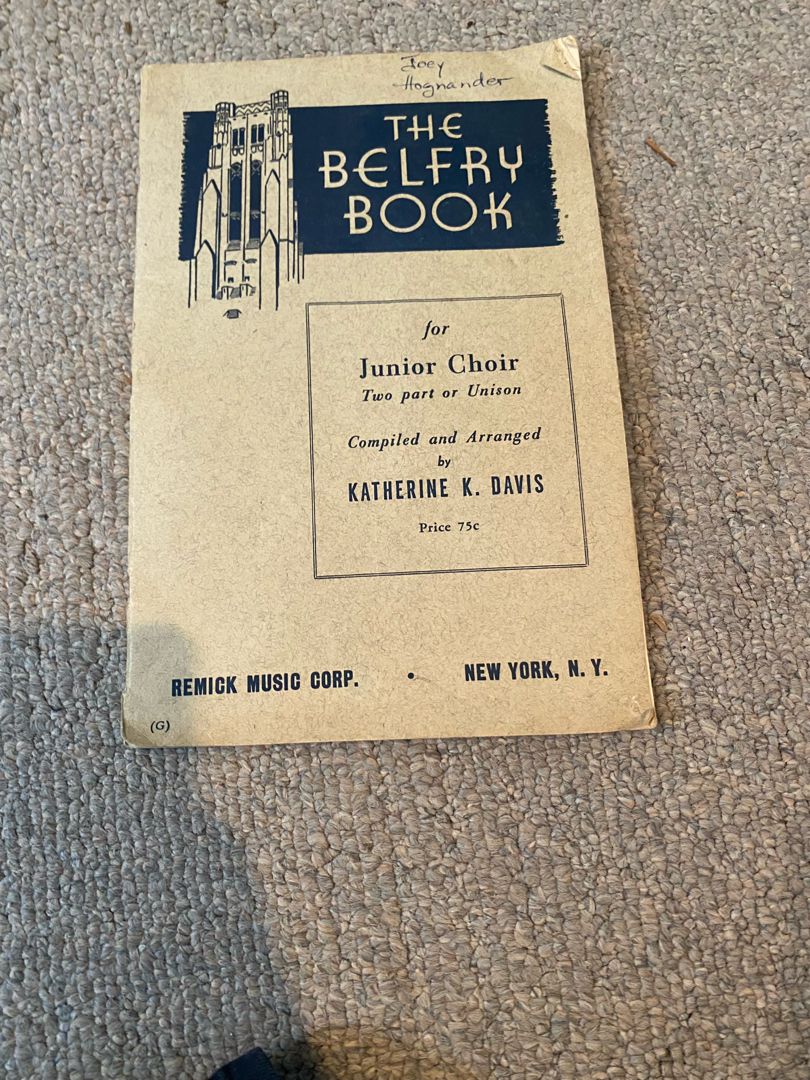 Joey
Hognander
THE
BELFRY
BOOK
for
Junior Choir
Two part or Unison
Compiled and Arranged
by
KATHERINE K. DAVIS
Price 75c
REMICK MUSIC CORP. • NEW YORK, N. Y.
(G)